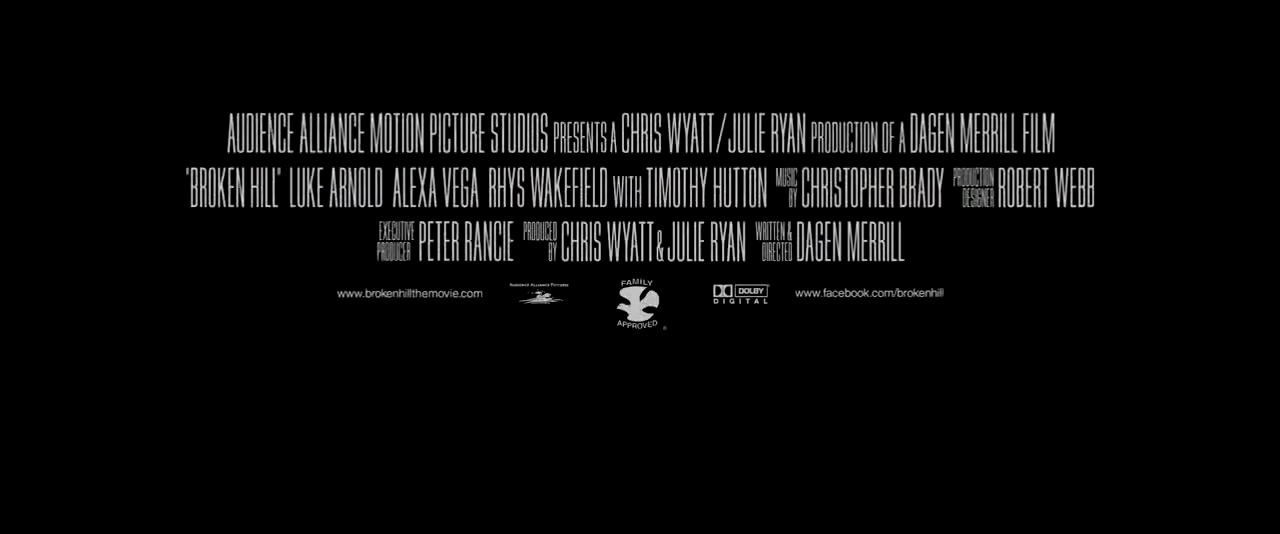 AUDIENCE ALLIANCE MOTION PICTURE STUDIOS PRESENTS A CHRIS WYATT/JULIE RYAN PRODUCTION OF A DAGEN MERRILL FILM
"BROKEN HILL" LUKE ARNOLD ALEXA VEGA RHYS WAKEFIELD WITH TIMOTHY HUTTON MUSIC BY CHRISTOPHER BRADY PRODUCTION DESIGNER ROBERT WEBB
EXECUTIVE PRODUCER PETER RANCIE PRODUCED BY CHRIS WYATT & JULIE RYAN WRITTEN & DIRECTED DAGEN MERRILL
www.brokenhillthemovie.com AUDIENCE ALLIANCE PICTURES FAMILY APPROVED ® DOLBY DIGITAL www.facebook.com/brokenhill